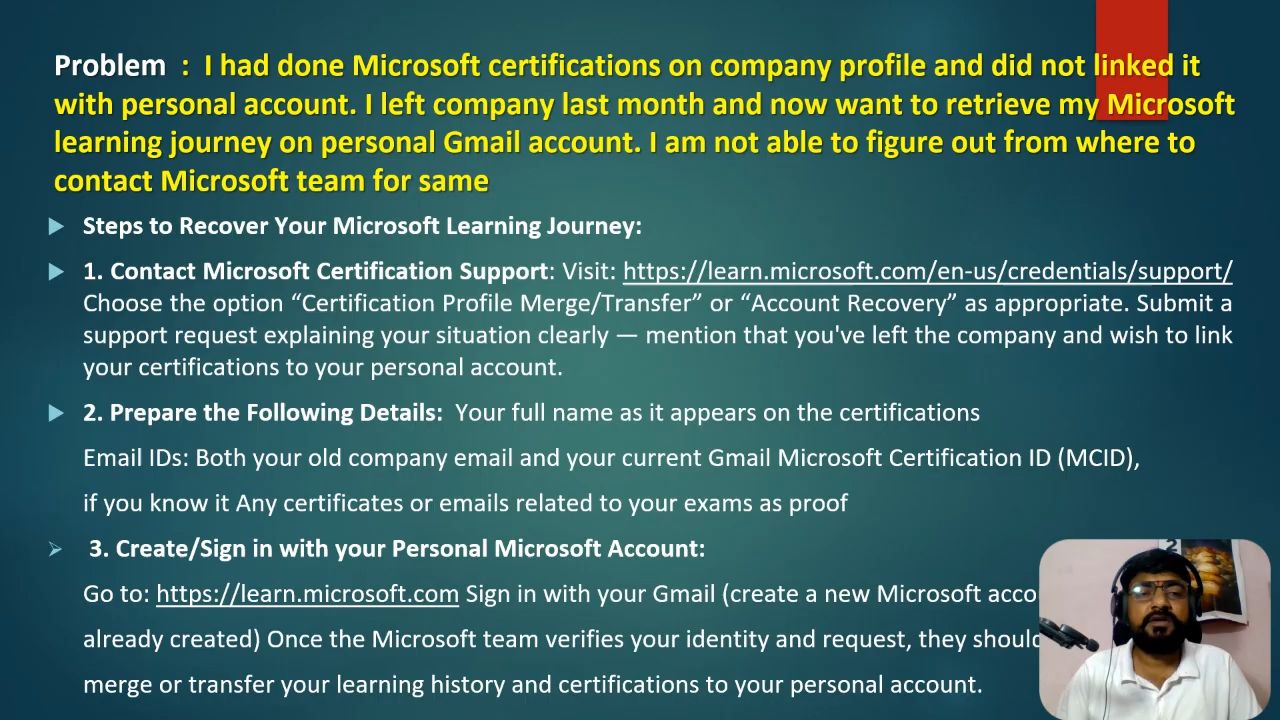 Problem : I had done Microsoft certifications on company profile and did not linked it
with personal account. I left company last month and now want to retrieve my Microsoft
learning journey on personal Gmail account. I am not able to figure out from where to
contact Microsoft team for same
Steps to Recover Your Microsoft Learning Journey:
1. Contact Microsoft Certification Support: Visit: https://learn.microsoft.com/en-us/credentials/support/
Choose the option “Certification Profile Merge/Transfer” or “Account Recovery” as appropriate. Submit a
support request explaining your situation clearly — mention that you've left the company and wish to link
your certifications to your personal account.
2. Prepare the Following Details: Your full name as it appears on the certifications
Email IDs: Both your old company email and your current Gmail Microsoft Certification ID (MCID),
if you know it Any certificates or emails related to your exams as proof
3. Create/Sign in with your Personal Microsoft Account:
Go to: https://learn.microsoft.com Sign in with your Gmail (create a new Microsoft
already created) Once the Microsoft team verifies your identity and request, they should
merge or transfer your learning history and certifications to your personal account.